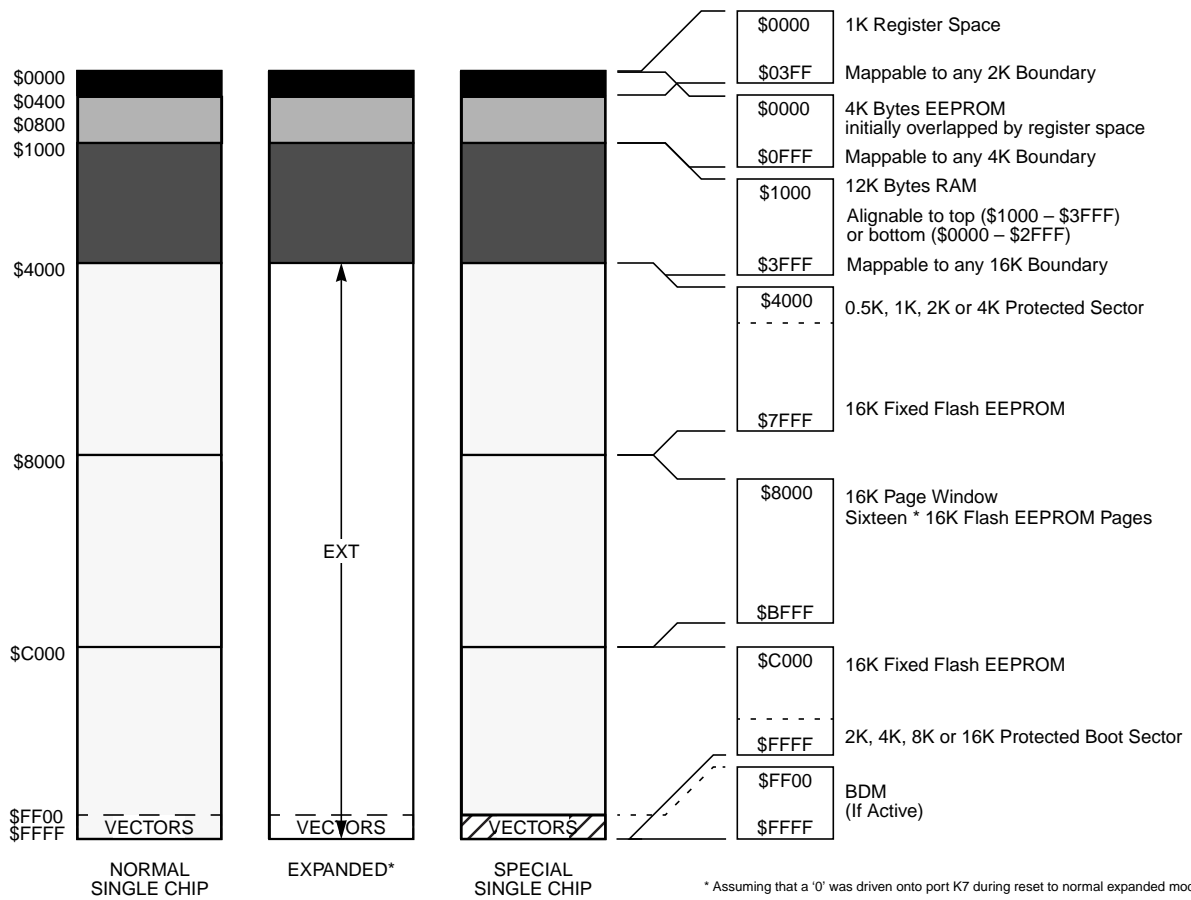 $0000
$0400
$0800
$1000
$4000
$8000
$C000
$FF00
$FFFF
EXT
VECTORS
VECTORS
VECTORS
NORMAL
SINGLE CHIP
EXPANDED*
SPECIAL
SINGLE CHIP
$0000
1K Register Space
$03FF
Mappable to any 2K Boundary
$0000
4K Bytes EEPROM
initially overlapped by register space
$0FFF
Mappable to any 4K Boundary
$1000
12K Bytes RAM
Alignable to top ($1000 – $3FFF)
or bottom ($0000 – $2FFF)
$3FFF
Mappable to any 16K Boundary
$4000
0.5K, 1K, 2K or 4K Protected Sector
$7FFF
16K Fixed Flash EEPROM
$8000
16K Page Window
Sixteen * 16K Flash EEPROM Pages
$BFFF
$C000
16K Fixed Flash EEPROM
$FFFF
2K, 4K, 8K or 16K Protected Boot Sector
$FF00
BDM
(If Active)
$FFFF
* Assuming that a ‘0’ was driven onto port K7 during reset to normal expanded